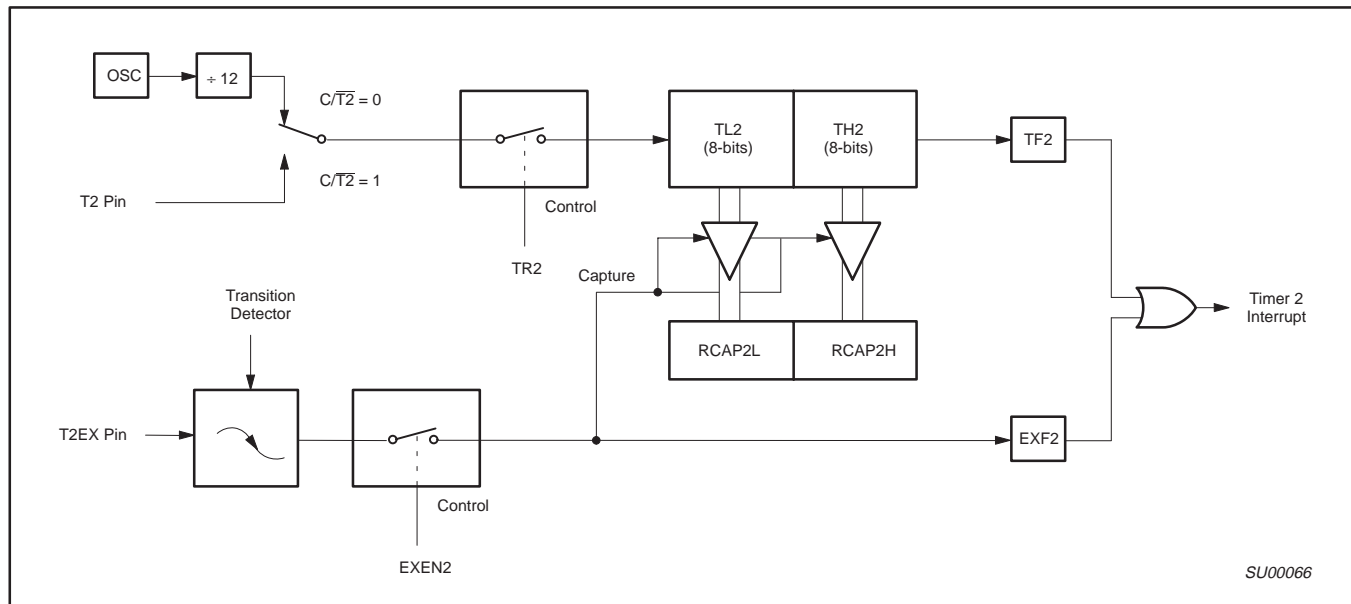 OSC
÷ 12
C/T2̅ = 0
C/T2̅ = 1
T2 Pin
TR2
Control
TL2
(8-bits)
TH2
(8-bits)
TF2
Capture
RCAP2L
RCAP2H
Timer 2
Interrupt
Transition
Detector
T2EX Pin
Control
EXEN2
EXF2
SU00066